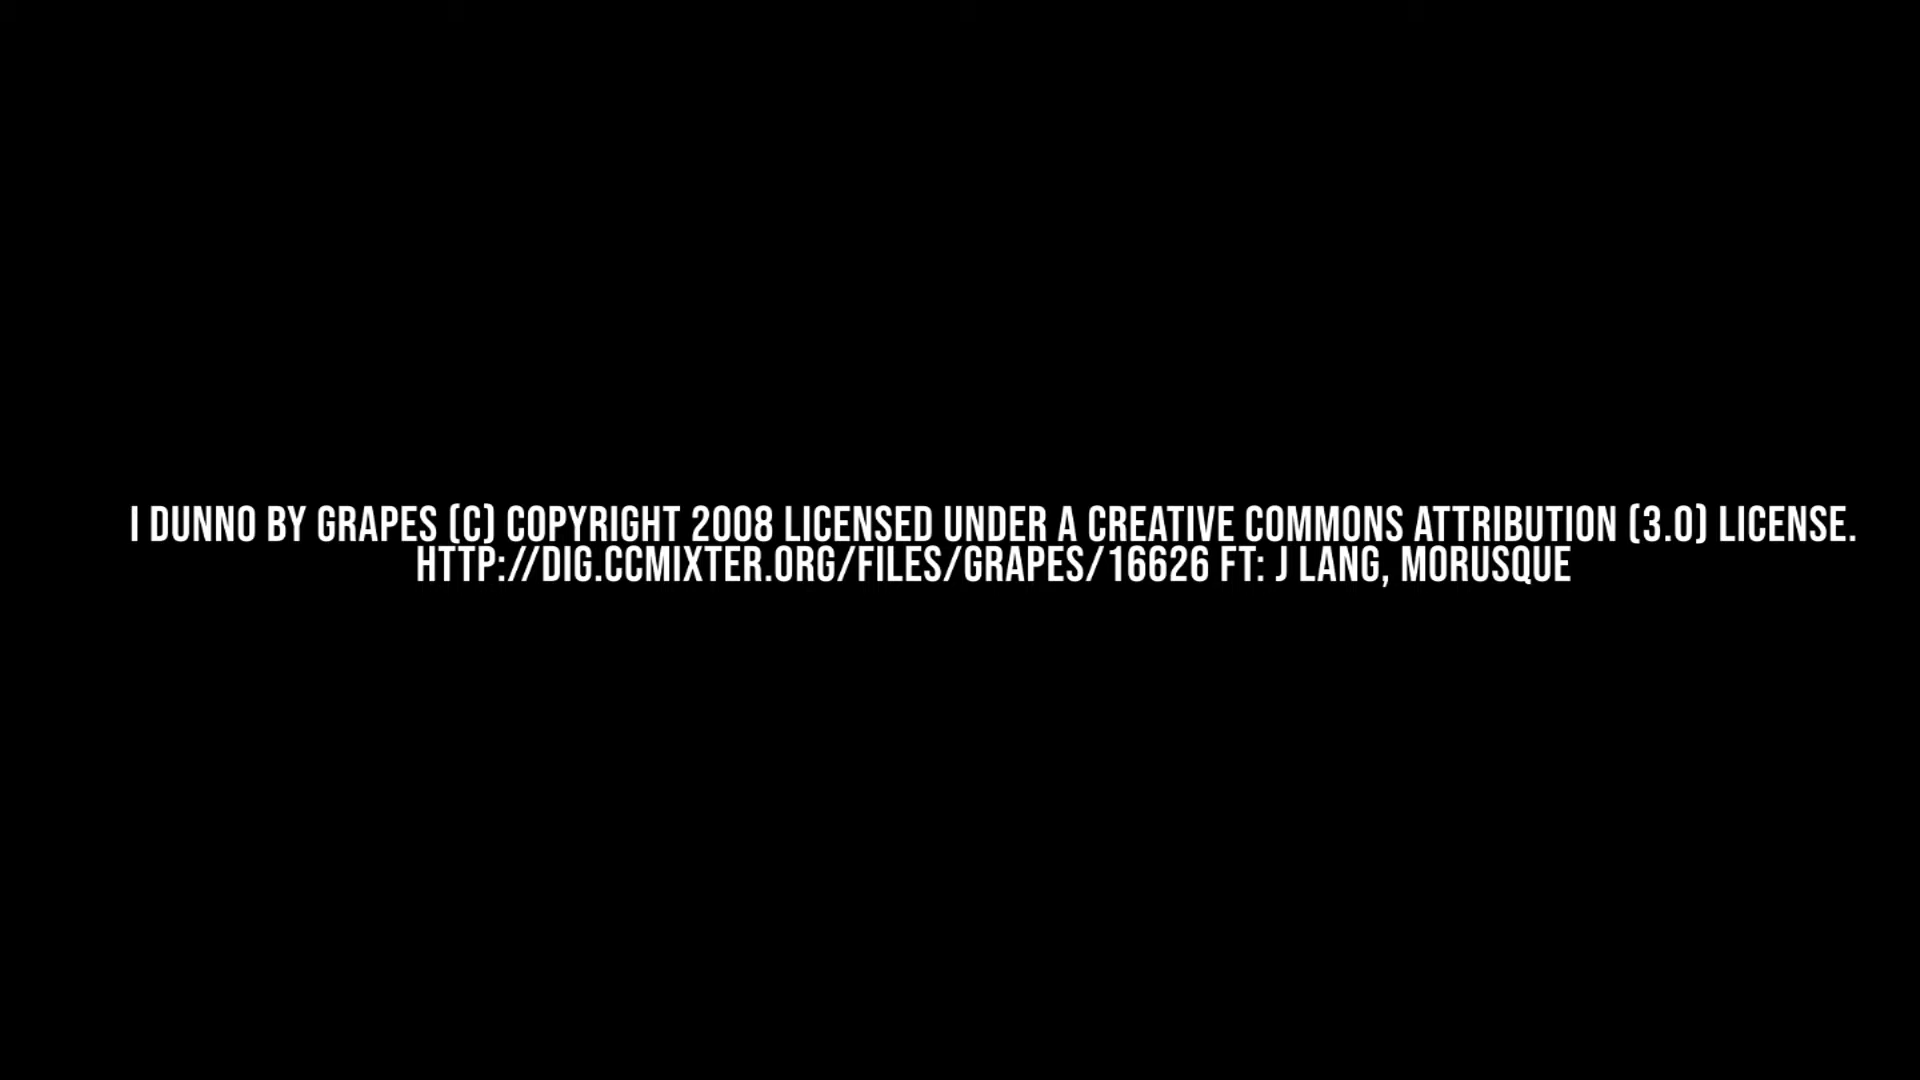 I DUNNO BY GRAPES (C) COPYRIGHT 2008 LICENSED UNDER A CREATIVE COMMONS ATTRIBUTION (3.0) LICENSE.
HTTP://DIG.CCMIXTER.ORG/FILES/GRAPES/16626 FT: J LANG, MORUSQUE